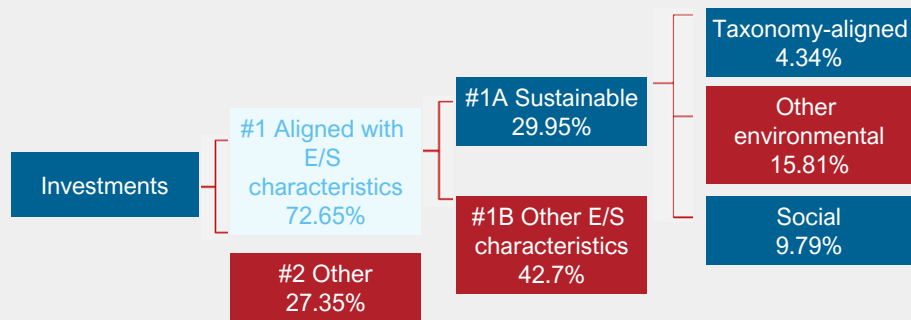 Investments
#1 Aligned with
E/S
characteristics
72.65%
#2 Other
27.35%
#1A Sustainable
29.95%
#1B Other E/S
characteristics
42.7%
Taxonomy-aligned
4.34%
Other
environmental
15.81%
Social
9.79%